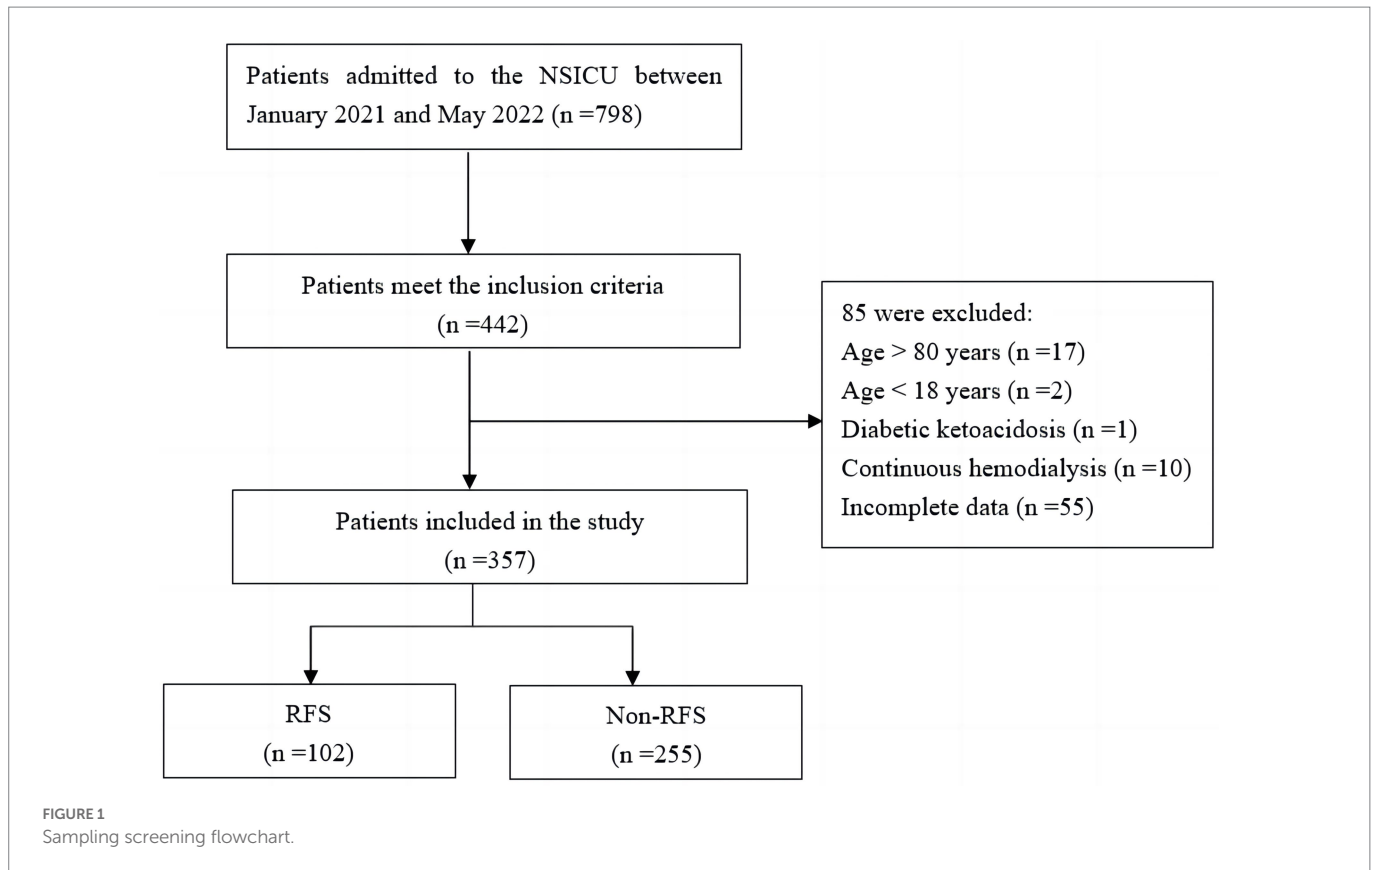 Patients admitted to the NSICU between
January 2021 and May 2022 (n =798)
Patients meet the inclusion criteria
(n =442)
85 were excluded:
Age > 80 years (n =17)
Age < 18 years (n =2)
Diabetic ketoacidosis (n =1)
Continuous hemodialysis (n =10)
Incomplete data (n =55)
Patients included in the study
(n =357)
RFS
(n =102)
Non-RFS
(n =255)
FIGURE 1
Sampling screening flowchart.